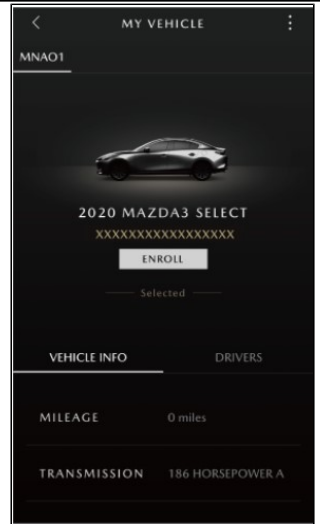 MY VEHICLE
MNAO1
2020 MAZDA3 SELECT
XXXXXXXXXXXXXXXXX
ENROLL
Selected
VEHICLE INFO DRIVERS
MILEAGE 0 miles
TRANSMISSION 186 HORSEPOWER A